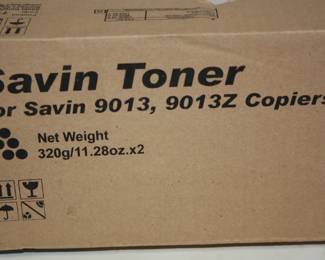 Savin Toner
or Savin 9013, 9013Z Copiers
Net Weight
320g/11.28oz.x2